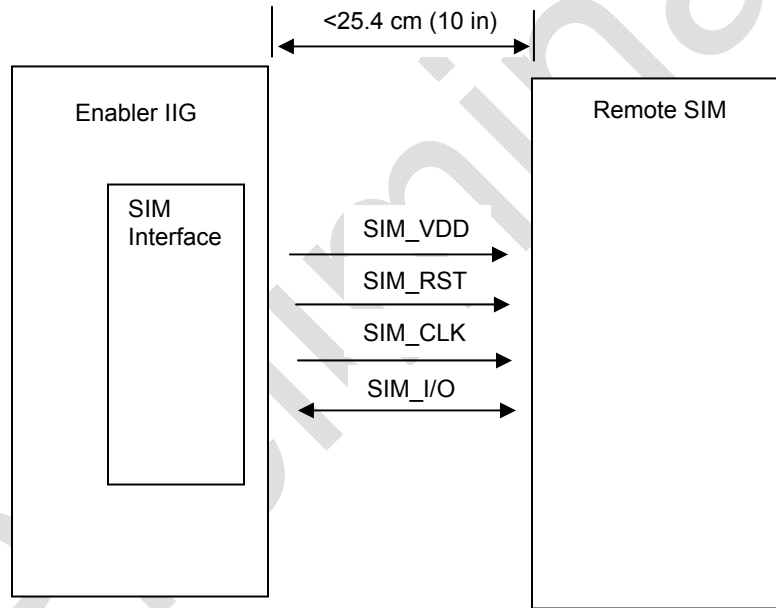 <25.4 cm (10 in)
Enabler IIG
Remote SIM
SIM
Interface
SIM_VDD
SIM_RST
SIM_CLK
SIM_I/O